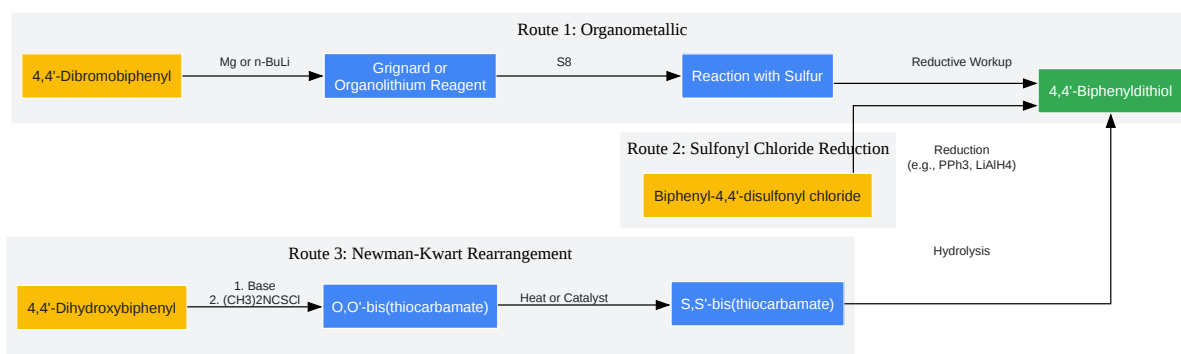 Route 1: Organometallic
4,4'-Dibromobiphenyl
Mg or n-BuLi
Grignard or
Organolithium Reagent
S8
Reaction with Sulfur
Reductive Workup
4,4'-Biphenyldithiol
Route 2: Sulfonyl Chloride Reduction
Biphenyl-4,4'-disulfonyl chloride
Reduction
(e.g., PPh3, LiAlH4)
Route 3: Newman-Kwart Rearrangement
4,4'-Dihydroxybiphenyl
1. Base
2. (CH3)2NCSCl
O,O'-bis(thiocarbamate)
Heat or Catalyst
S,S'-bis(thiocarbamate)
Hydrolysis